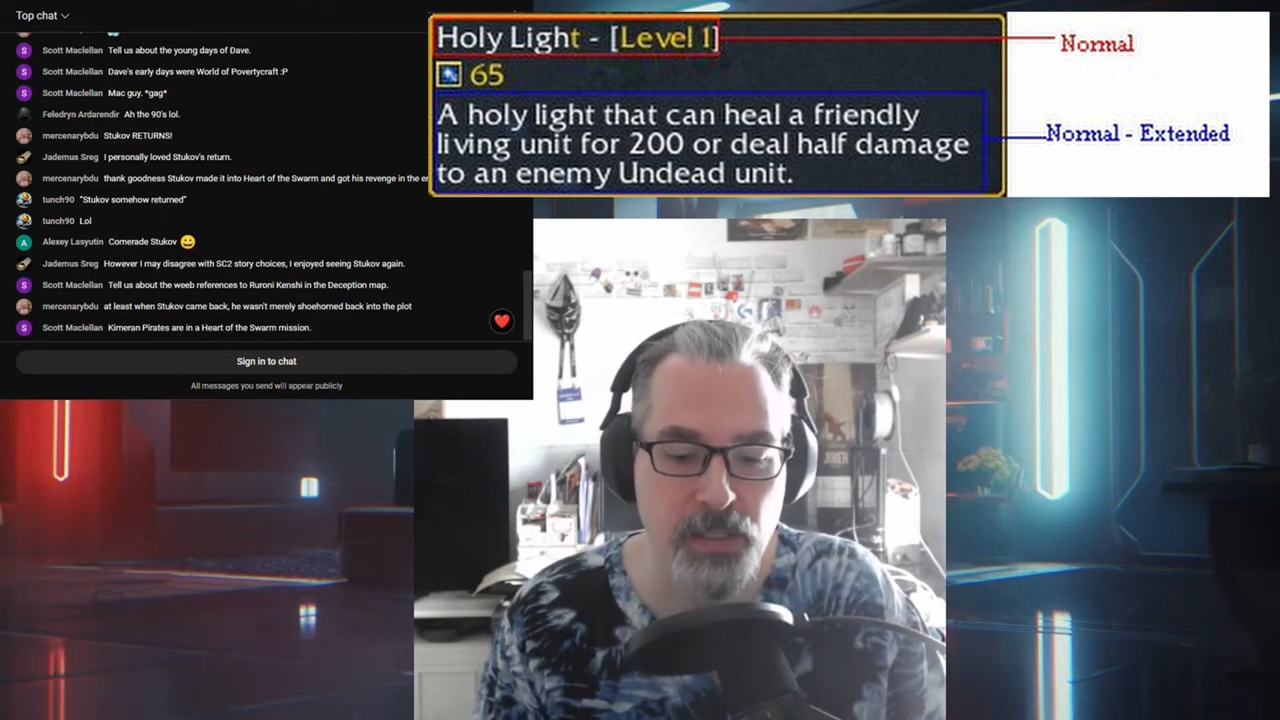 Top chat
Scott Maclellan Tell us about the young days of Dave.
Scott Maclellan Dave's early days were World of Povertycraft :P
Scott Maclellan Mac guy. *gag*
Feledryn Ardarendir Ah the 90's lol.
mercenarybdu Stukov RETURNS!
Jademus Sreg I personally loved Stukov's return.
mercenarybdu thank goodness Stukov made it into Heart of the Swarm and got his revenge in the
tunch90 "Stukov somehow returned"
tunch90 Lol
A Alexey Lasyutin Comerade Stukov 😀
Jademus Sreg However I may disagree with SC2 story choices, I enjoyed seeing Stukov again.
Scott Maclellan Tell us about the weeb references to Ruroni Kenshi in the Deception map.
mercenarybdu at least when Stukov came back, he wasn't merely shoehorned back into the plot
Scott Maclellan Kimeran Pirates are in a Heart of the Swarm mission.
Sign in to chat
All messages you send will appear publicly
Holy Light - [Level 1]
65
A holy light that can heal a friendly
living unit for 200 or deal half damage
to an enemy Undead unit.
Normal
Normal - Extended